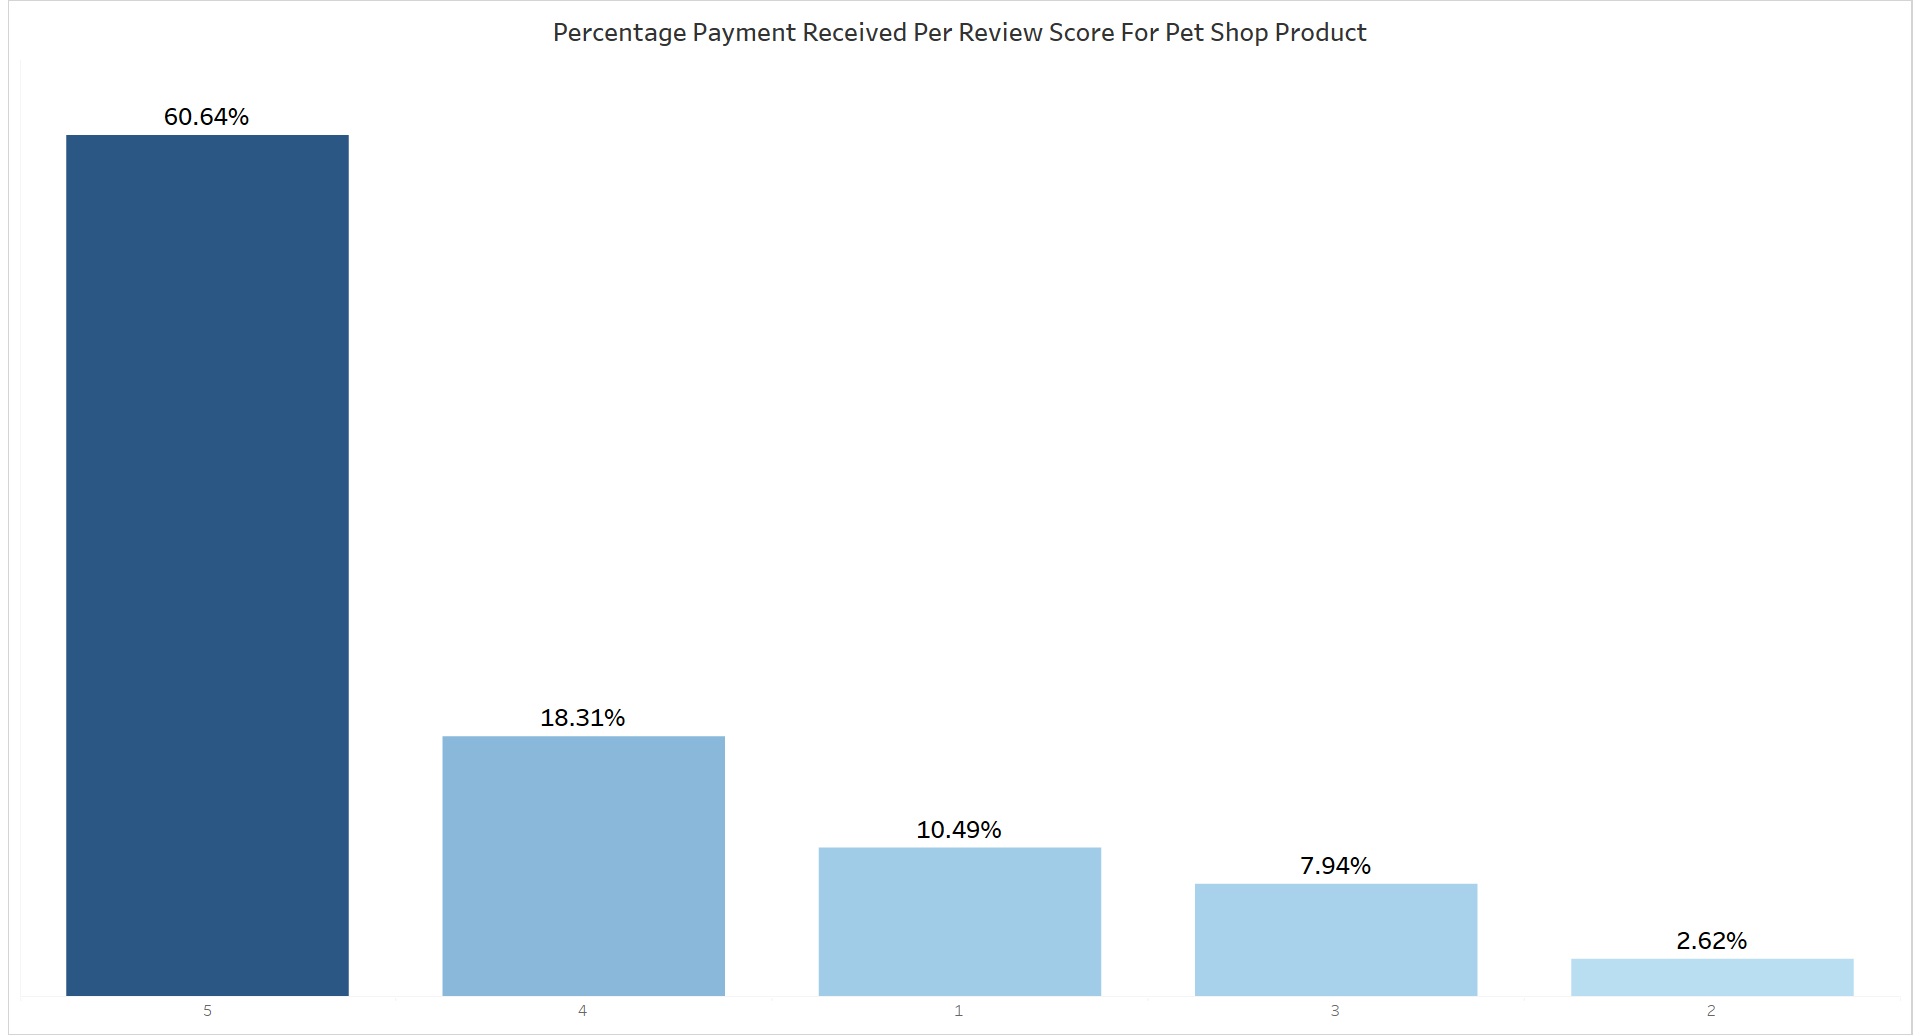 Percentage Payment Received Per Review Score For Pet Shop Product
60.64%
18.31%
10.49%
7.94%
2.62%
5 4 1 3 2